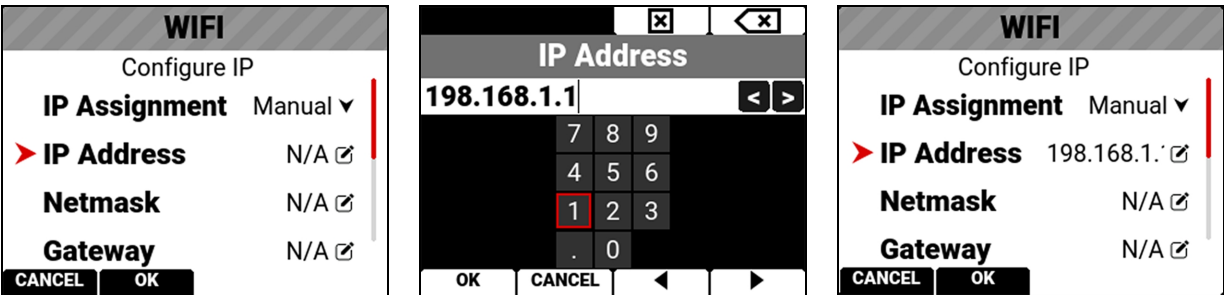 WIFI
Configure IP
IP Assignment Manual
IP Address N/A
Netmask N/A
Gateway N/A
CANCEL OK
IP Address
198.168.1.1
< >
7 8 9
4 5 6
1 2 3
. 0
OK CANCEL
WIFI
Configure IP
IP Assignment Manual
IP Address 198.168.1.
Netmask N/A
Gateway N/A
CANCEL OK